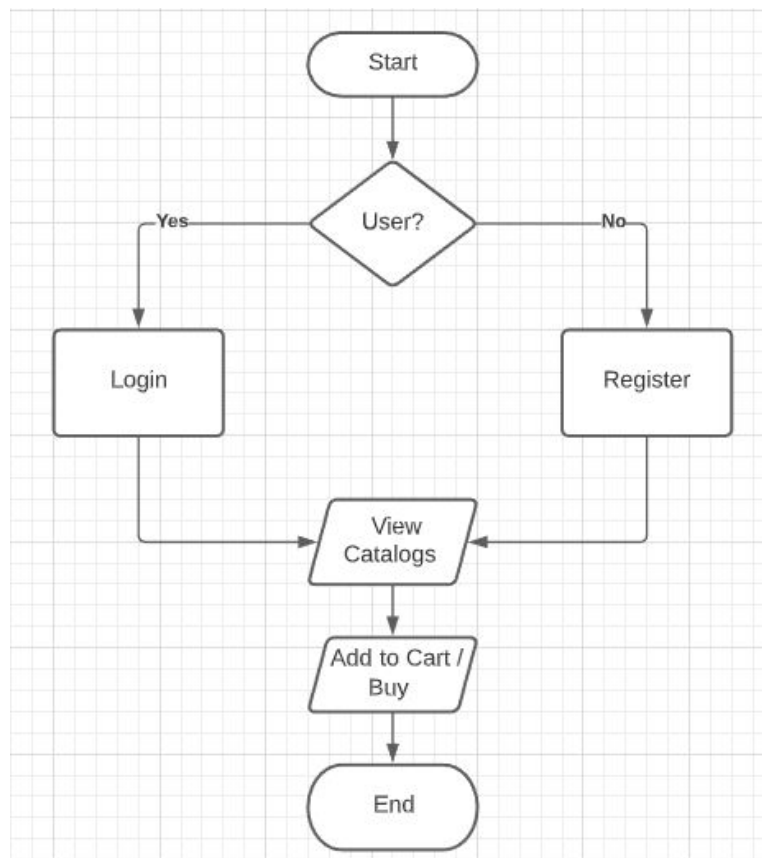 Start
User?
Yes
No
Login
Register
View
Catalogs
Add to Cart /
Buy
End